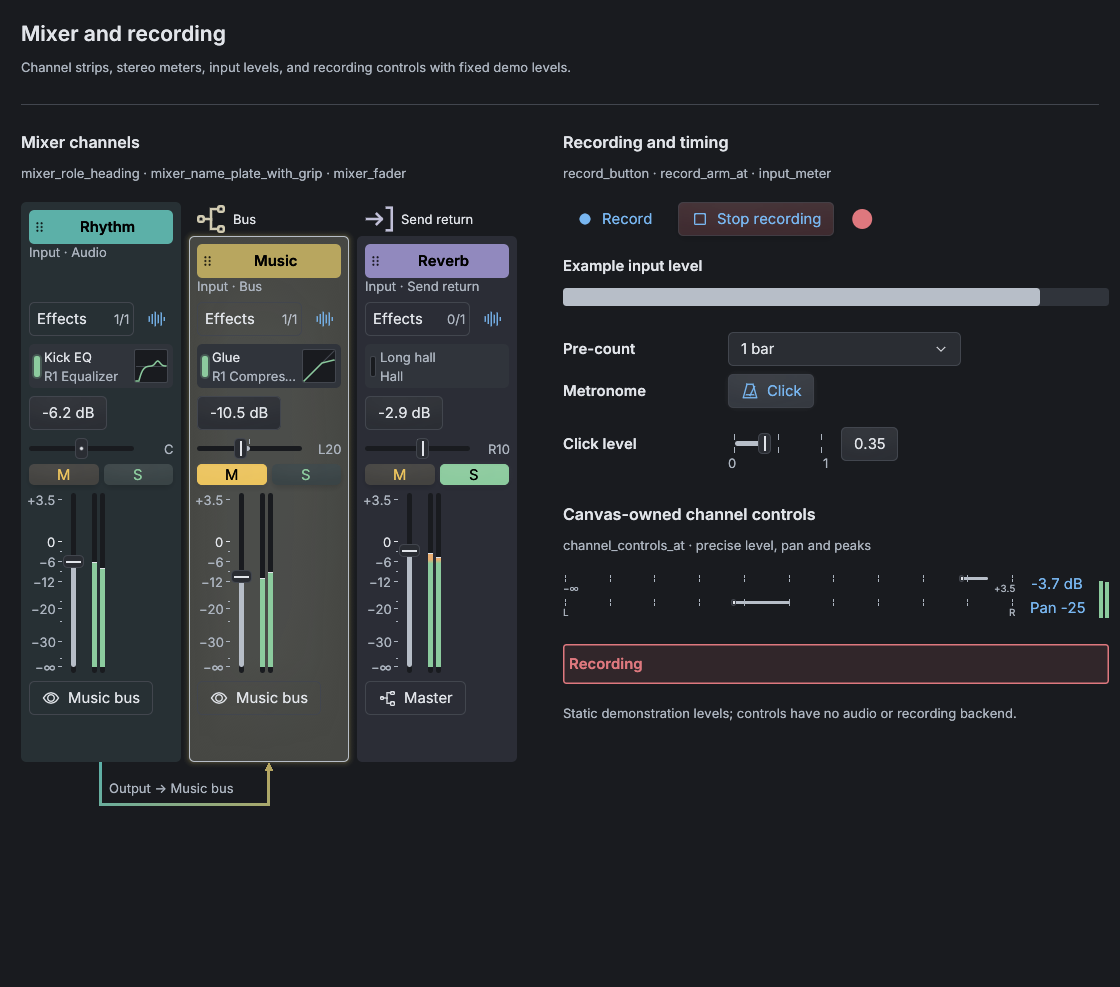 Mixer and recording
Channel strips, stereo meters, input levels, and recording controls with fixed demo levels.
Mixer channels
mixer_role_heading · mixer_name_plate_with_grip · mixer_fader
Rhythm
Input · Audio
Effects 1/1
Kick EQ
R1 Equalizer
-6.2 dB
C
M S
+3.5
0
−6
−12
−20
−30
−∞
Music bus
Bus
Music
Input · Bus
Effects 1/1
Glue
R1 Compres...
-10.5 dB
L20
M S
+3.5
0
−6
−12
−20
−30
−∞
Music bus
Send return
Reverb
Input · Send return
Effects 0/1
Long hall
Hall
-2.9 dB
R10
M S
+3.5
0
−6
−12
−20
−30
−∞
Master
Output → Music bus
Recording and timing
record_button · record_arm_at · input_meter
Record Stop recording
Example input level
Pre-count 1 bar
Metronome Click
Click level 0.35
0 1
Canvas-owned channel controls
channel_controls_at · precise level, pan and peaks
−∞ +3.5 -3.7 dB
L R Pan -25
Recording
Static demonstration levels; controls have no audio or recording backend.